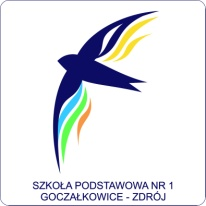 SZKOŁA PODSTAWOWA NR 1
GOCZAŁKOWICE - ZDRÓJ